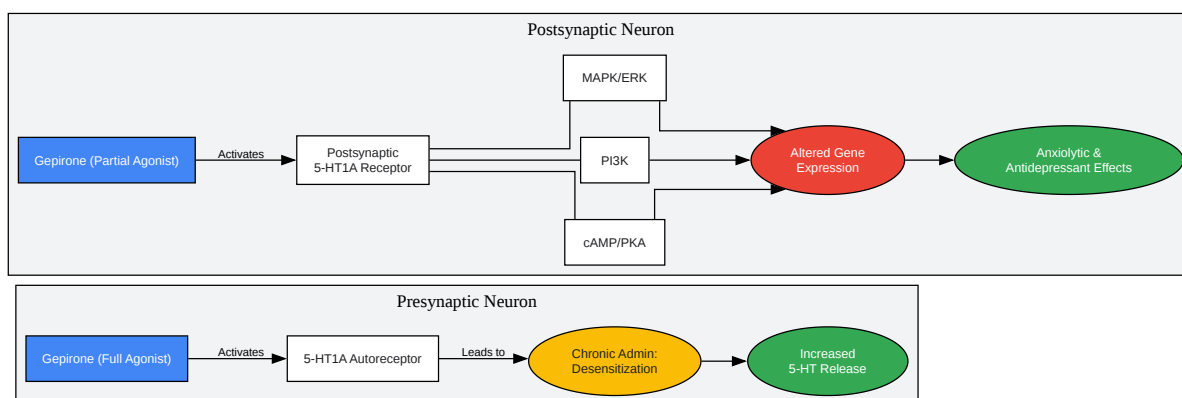 Postsynaptic Neuron
MAPK/ERK
Gepirone (Partial Agonist)
Activates
Postsynaptic
5-HT1A Receptor
PI3K
Altered Gene
Expression
Anxiolytic &
Antidepressant Effects
cAMP/PKA
Presynaptic Neuron
Gepirone (Full Agonist)
Activates
5-HT1A Autoreceptor
Leads to
Chronic Admin:
Desensitization
Increased
5-HT Release